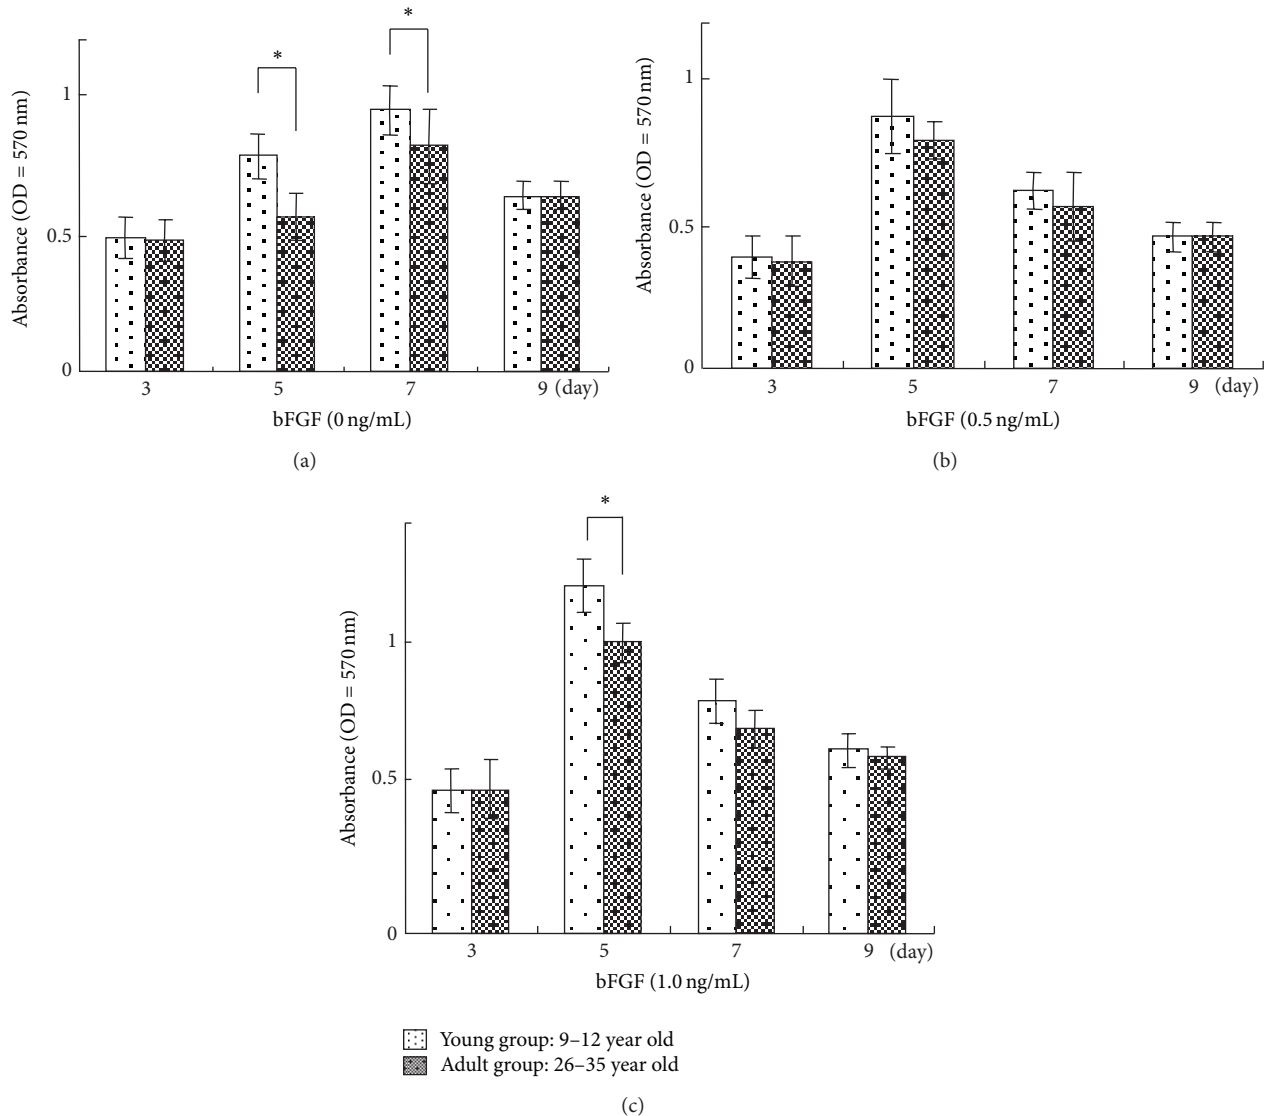 *
*
Absorbance (OD = 570 nm)
1
0.5
0
3 5 7 9 (day)
bFGF (0 ng/mL)
(a)
Absorbance (OD = 570 nm)
1
0.5
0
3 5 7 9 (day)
bFGF (0.5 ng/mL)
(b)
*
Absorbance (OD = 570 nm)
1
0.5
0
3 5 7 9 (day)
bFGF (1.0 ng/mL)
Young group: 9–12 year old
Adult group: 26–35 year old
(c)